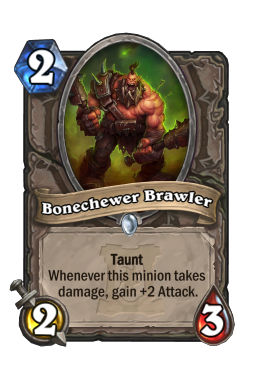 2
Bonechewer Brawler
Taunt
Whenever this minion takes
damage, gain +2 Attack.
2
3